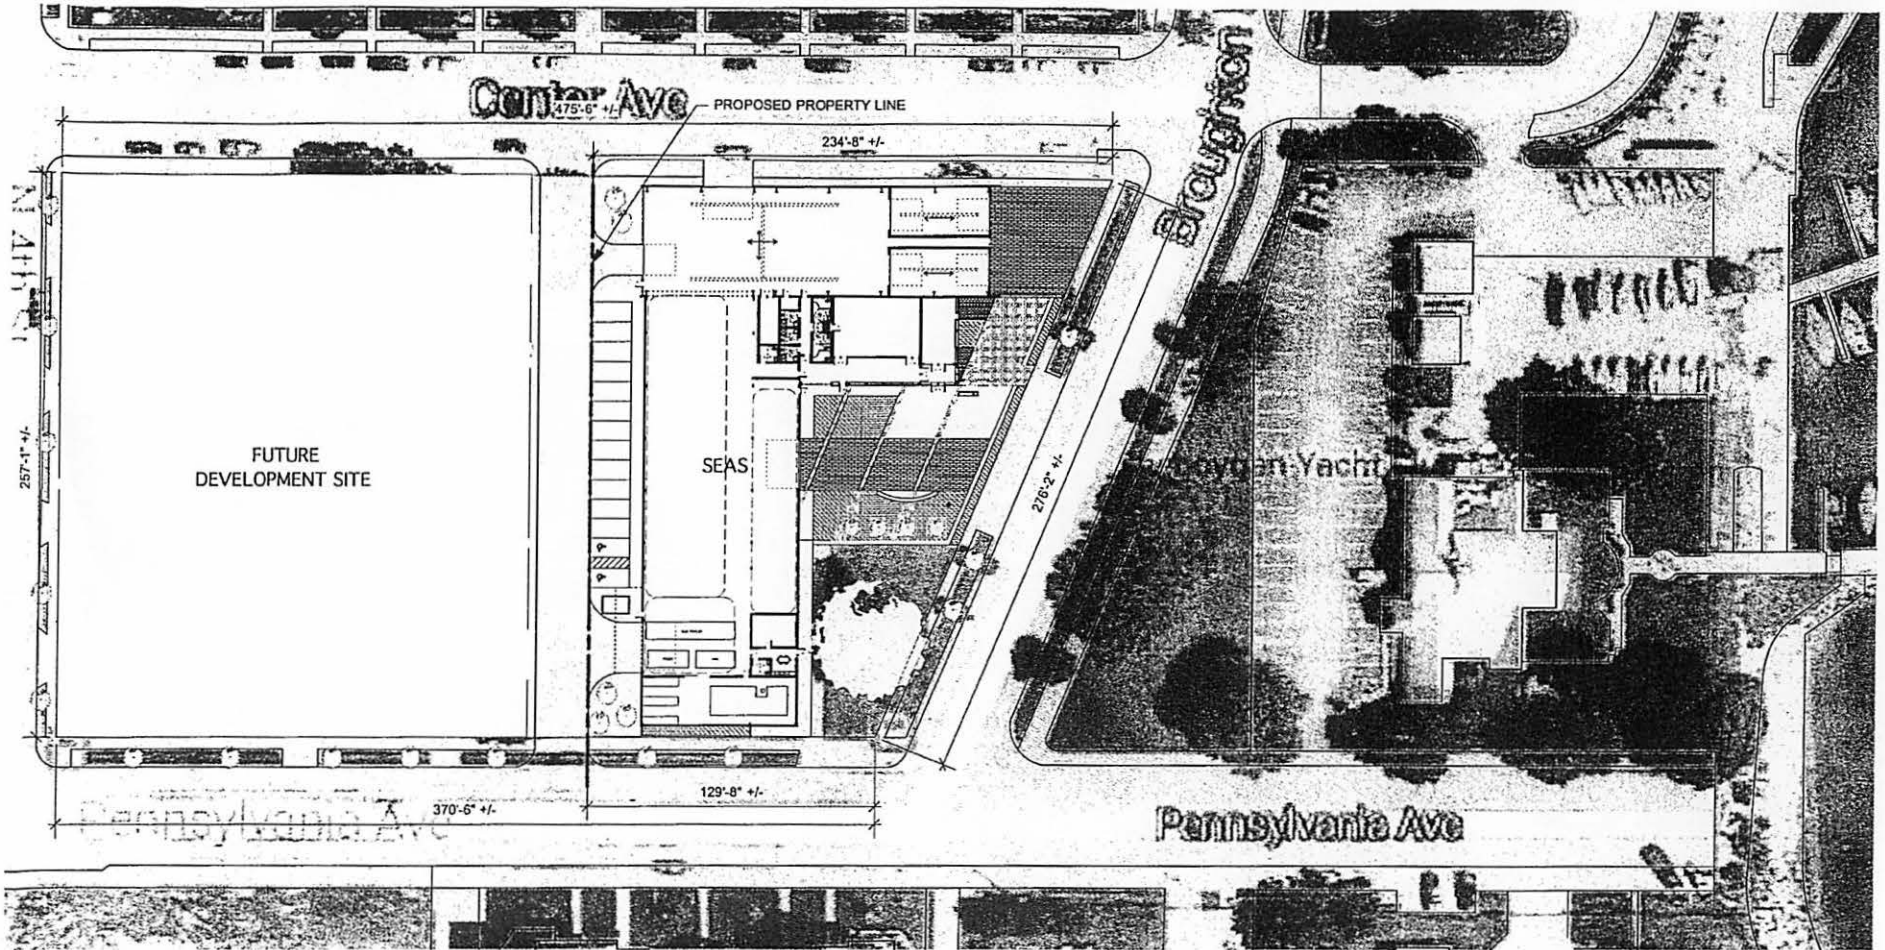 Center Ave
475'-6" +/-
PROPOSED PROPERTY LINE
234'-8" +/-
Broughton
257'-1" +/-
FUTURE
DEVELOPMENT SITE
SEAS
276'-2" +/-
Yacht
129'-8" +/-
370'-6" +/-
Pennsylvania Ave
Pennsylvania Ave